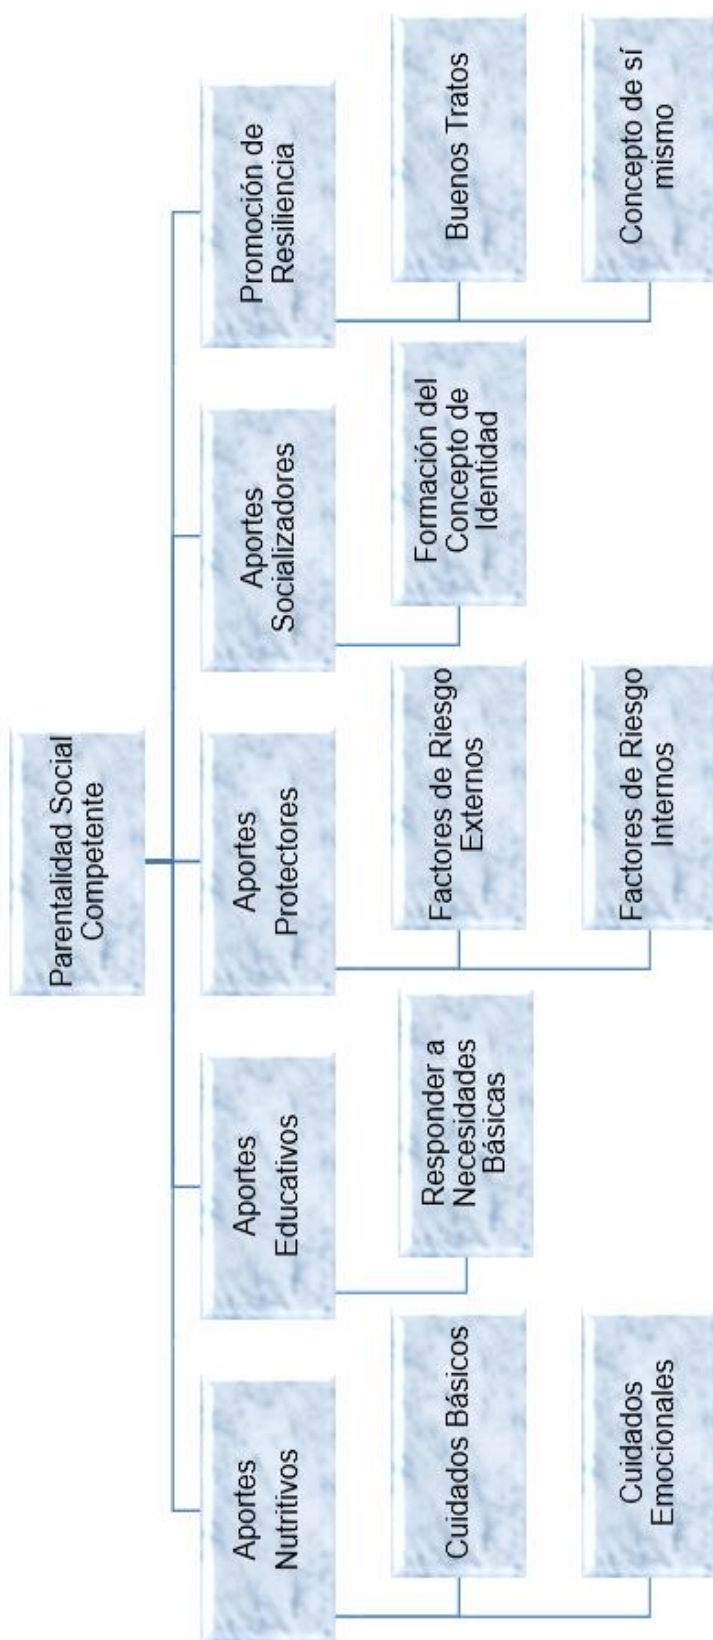 Parentalidad Social
Competente
Aportes
Nutritivos
Cuidados Básicos
Cuidados
Emocionales
Aportes
Educativos
Responder a
Necesidades
Básicas
Aportes
Protectores
Factores de Riesgo
Externos
Factores de Riesgo
Internos
Aportes
Socializadores
Formación del
Concepto de
Identidad
Promoción de
Resiliencia
Buenos Tratos
Concepto de sí
mismo